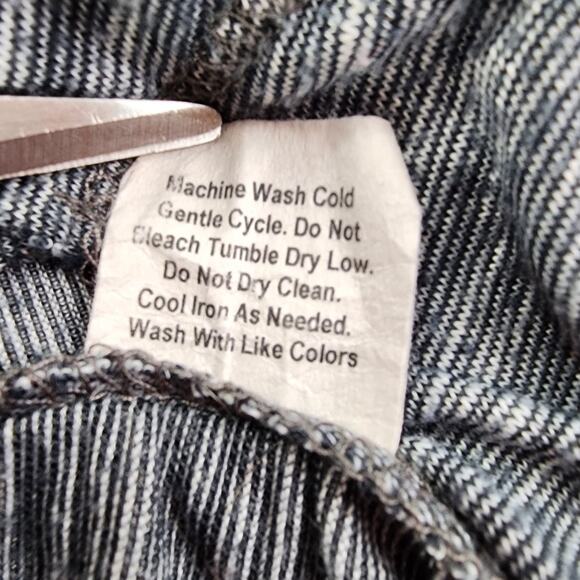 Machine Wash Cold
Gentle Cycle. Do Not
Bleach Tumble Dry Low.
Do Not Dry Clean.
Cool Iron As Needed.
Wash With Like Colors